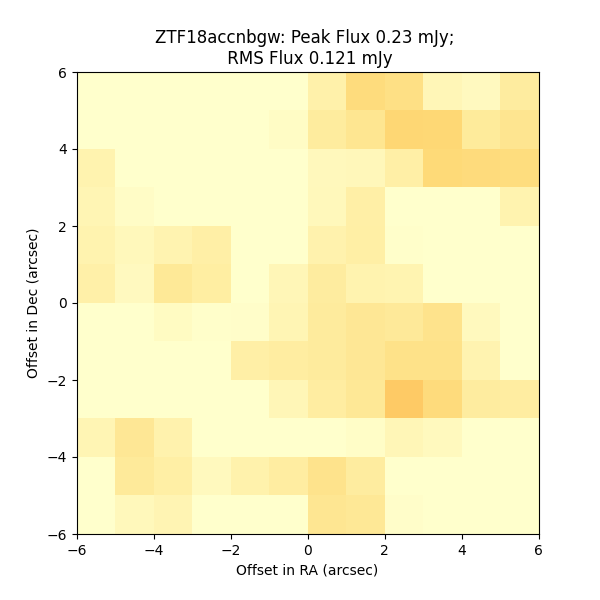 ZTF18accnbgw: Peak Flux 0.23 mJy;
RMS Flux 0.121 mJy
6
4
2
0
−2
−4
−6
Offset in Dec (arcsec)
−6 −4 −2 0 2 4 6
Offset in RA (arcsec)